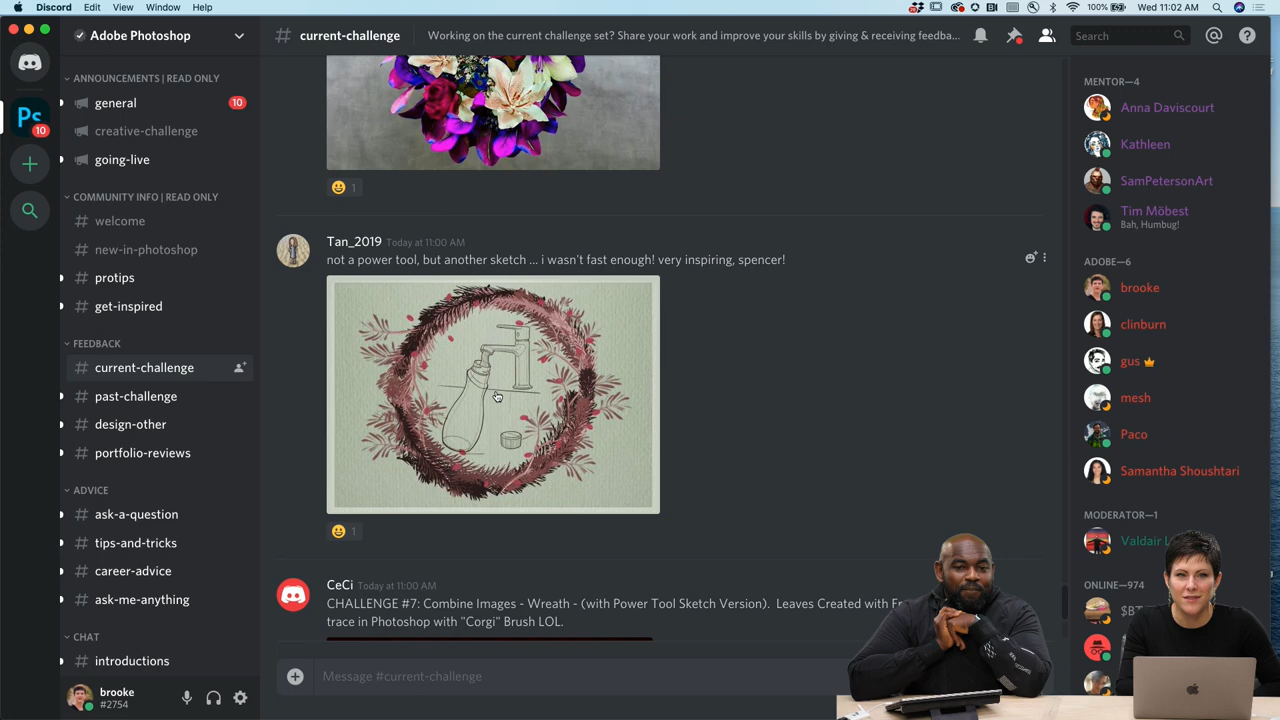 Discord Edit View Window Help
100% Wed 11:02 AM
Adobe Photoshop
ANNOUNCEMENTS | READ ONLY
general 10
creative-challenge
going-live
COMMUNITY INFO | READ ONLY
welcome
new-in-photoshop
protips
get-inspired
FEEDBACK
current-challenge
past-challenge
design-other
portfolio-reviews
ADVICE
ask-a-question
tips-and-tricks
career-advice
ask-me-anything
CHAT
introductions
brooke
#2754
Ps
10
# current-challenge Working on the current challenge set? Share your work and improve your skills by giving & receiving feedba...
Search
1
Tan_2019 Today at 11:00 AM
not a power tool, but another sketch ... i wasn't fast enough! very inspiring, spencer!
1
CeCi Today at 11:00 AM
CHALLENGE #7: Combine Images - Wreath - (with Power Tool Sketch Version). Leaves Created with
trace in Photoshop with "Corgi" Brush LOL.
Message #current-challenge
MENTOR—4
Anna Daviscourt
Kathleen
SamPetersonArt
Tim Möbest
Bah, Humbug!
ADOBE—6
brooke
clinburn
gus
mesh
Paco
Samantha Shoushtari
MODERATOR—1
Valdair
ONLINE—974